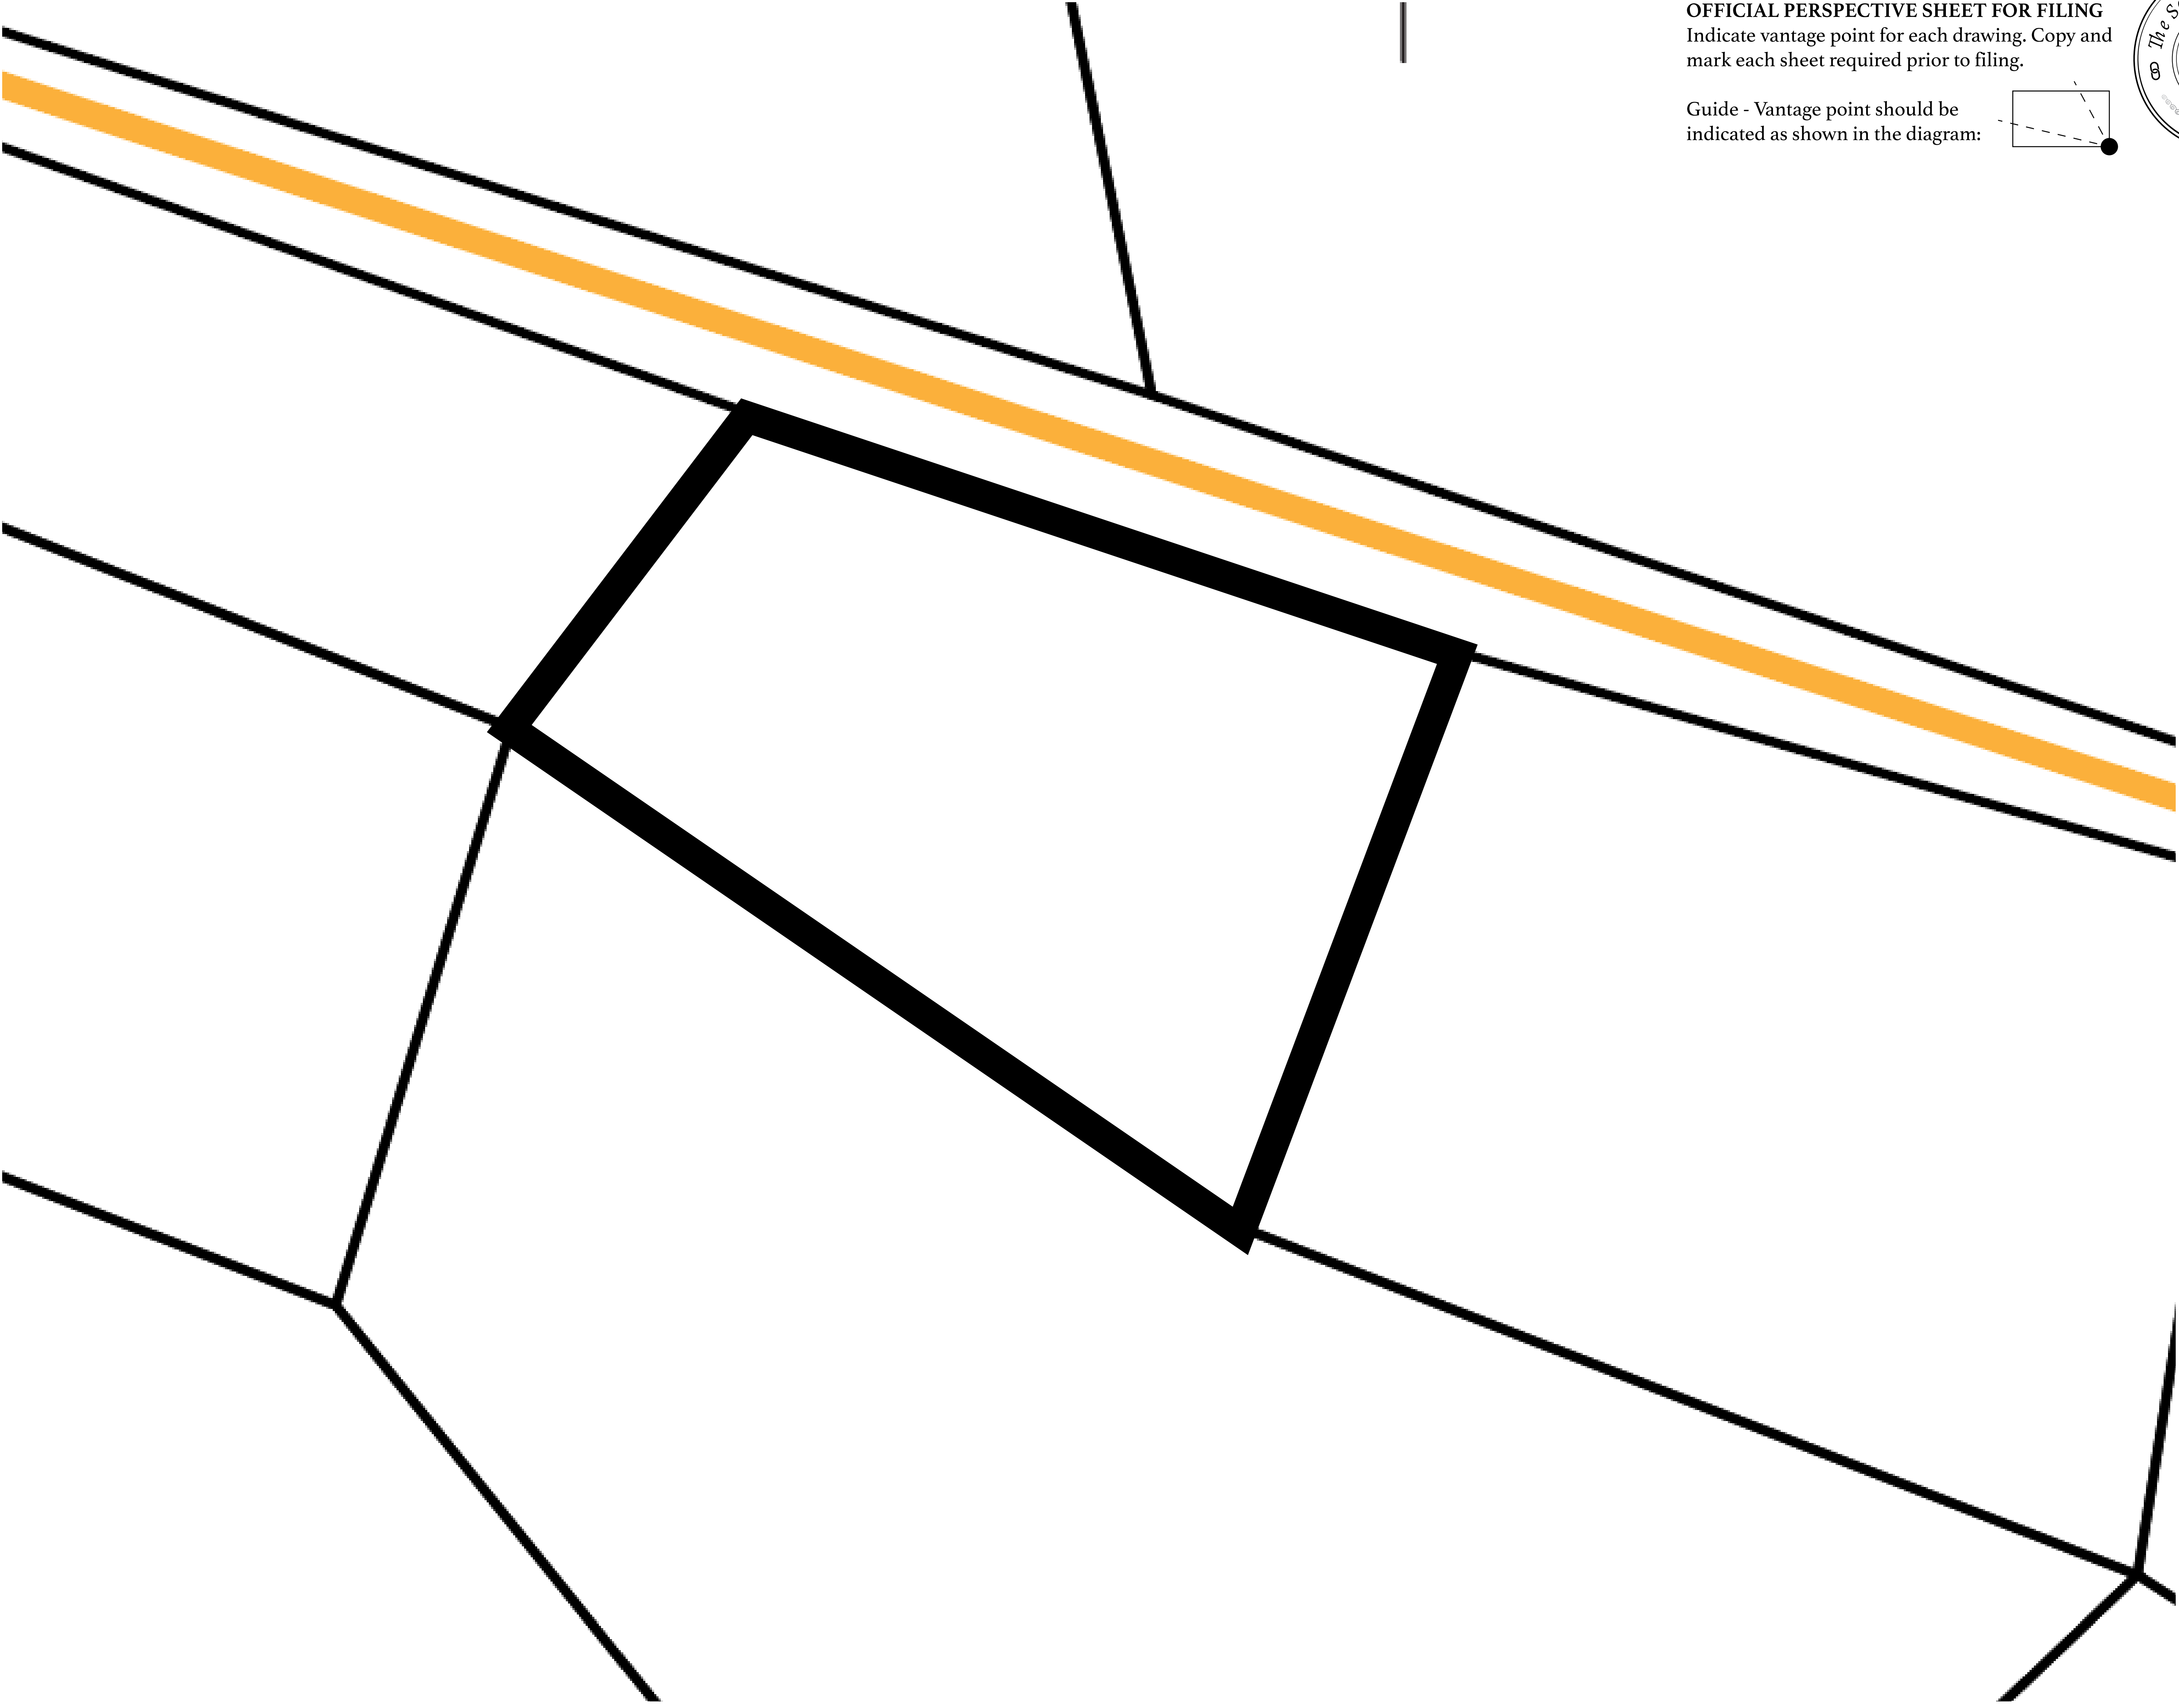 OFFICIAL PERSPECTIVE SHEET FOR FILING
Indicate vantage point for each drawing. Copy and
mark each sheet required prior to filing.
Guide - Vantage point should be
indicated as shown in the diagram:
The